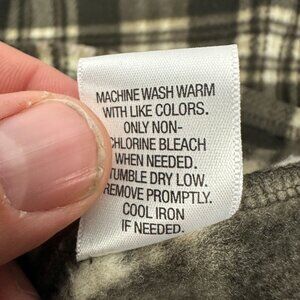 MACHINE WASH WARM
WITH LIKE COLORS.
ONLY NON-
CHLORINE BLEACH
WHEN NEEDED.
TUMBLE DRY LOW.
REMOVE PROMPTLY.
COOL IRON
IF NEEDED.